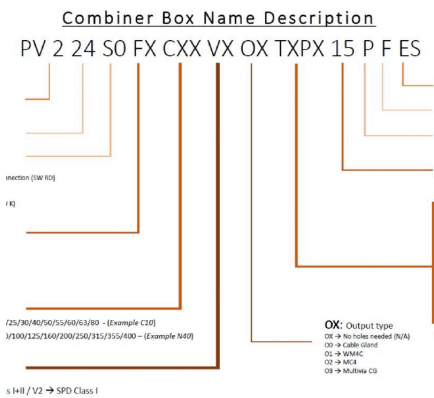 Combiner Box Name Description
PV 2 24 S0 FX CXX VX OX TXPX 15 P F ES
nnection (SW RD)
/ K)
/25/30/40/50/55/60/63/80 - (Example C10)
)/100/125/160/200/250/315/355/400 – (Example N40)
OX: Output type
OX → No holes needed (N/A)
O0 → Cable Gland
O1 → WM4C
O2 → MC4
O3 → Multivia CG
s I+II / V2 → SPD Class I